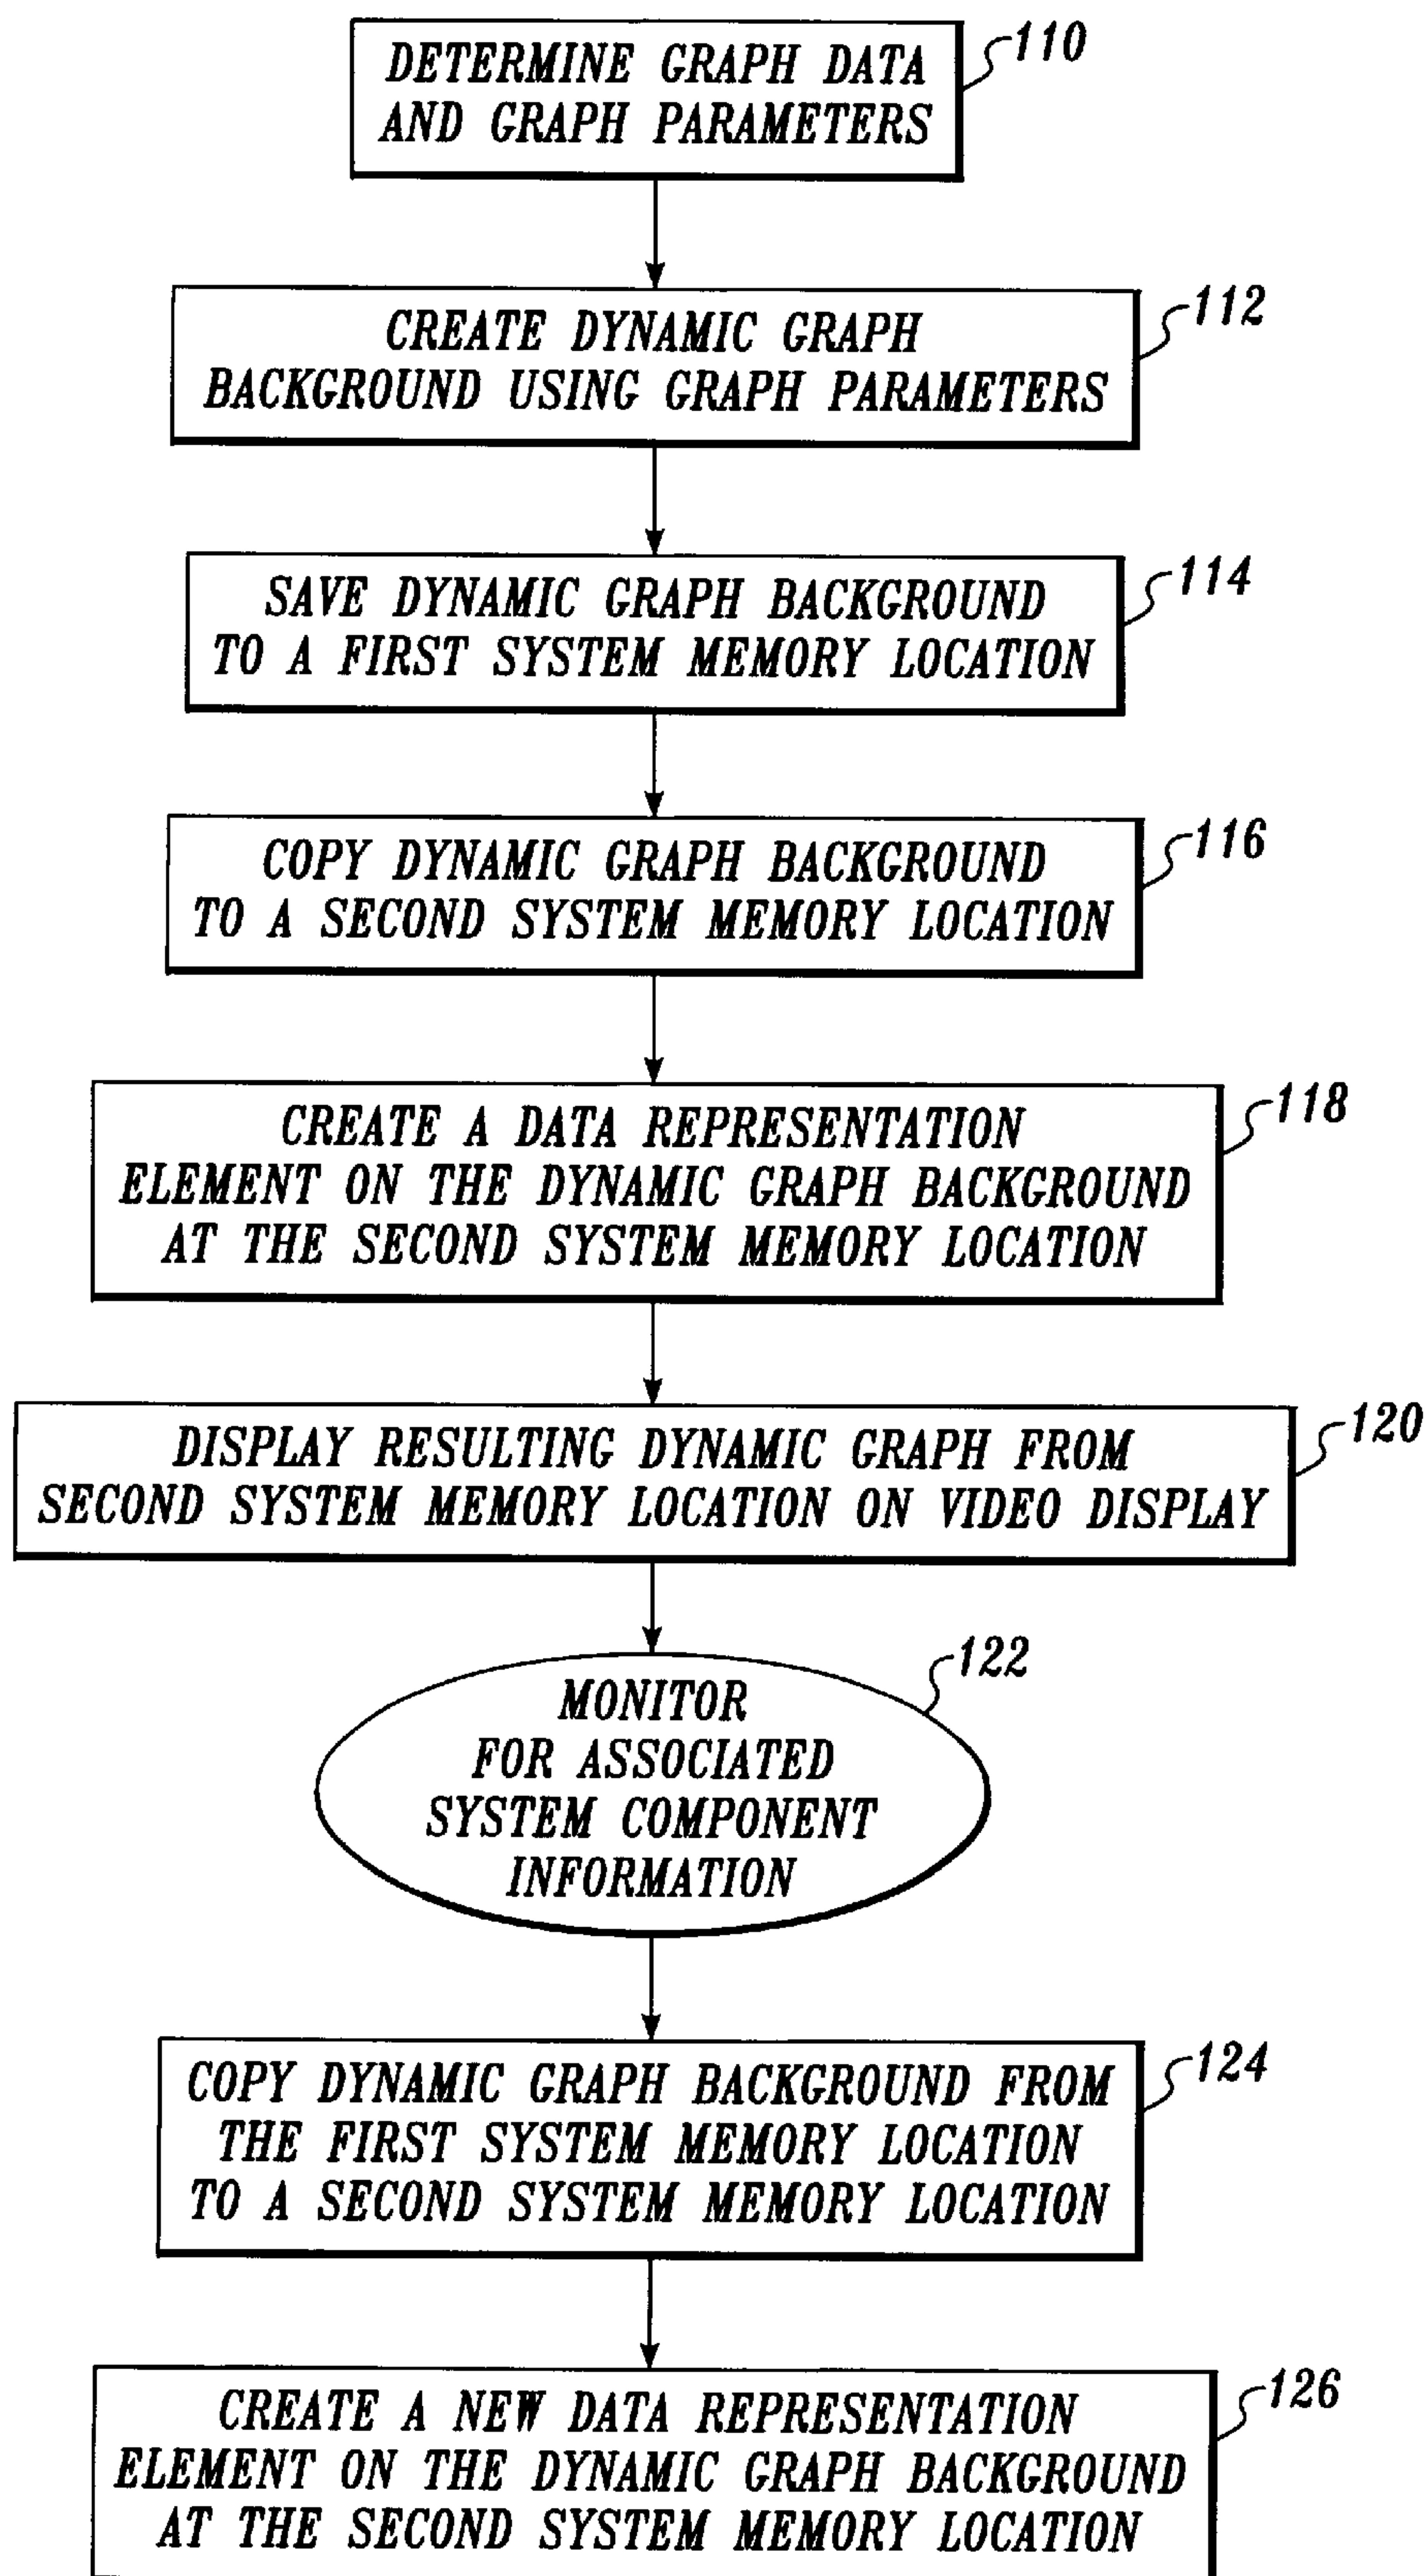 DETERMINE GRAPH DATA
AND GRAPH PARAMETERS
110
CREATE DYNAMIC GRAPH
BACKGROUND USING GRAPH PARAMETERS
112
SAVE DYNAMIC GRAPH BACKGROUND
TO A FIRST SYSTEM MEMORY LOCATION
114
COPY DYNAMIC GRAPH BACKGROUND
TO A SECOND SYSTEM MEMORY LOCATION
116
CREATE A DATA REPRESENTATION
ELEMENT ON THE DYNAMIC GRAPH BACKGROUND
AT THE SECOND SYSTEM MEMORY LOCATION
118
DISPLAY RESULTING DYNAMIC GRAPH FROM
SECOND SYSTEM MEMORY LOCATION ON VIDEO DISPLAY
120
MONITOR
FOR ASSOCIATED
SYSTEM COMPONENT
INFORMATION
122
COPY DYNAMIC GRAPH BACKGROUND FROM
THE FIRST SYSTEM MEMORY LOCATION
TO A SECOND SYSTEM MEMORY LOCATION
124
CREATE A NEW DATA REPRESENTATION
ELEMENT ON THE DYNAMIC GRAPH BACKGROUND
AT THE SECOND SYSTEM MEMORY LOCATION
126